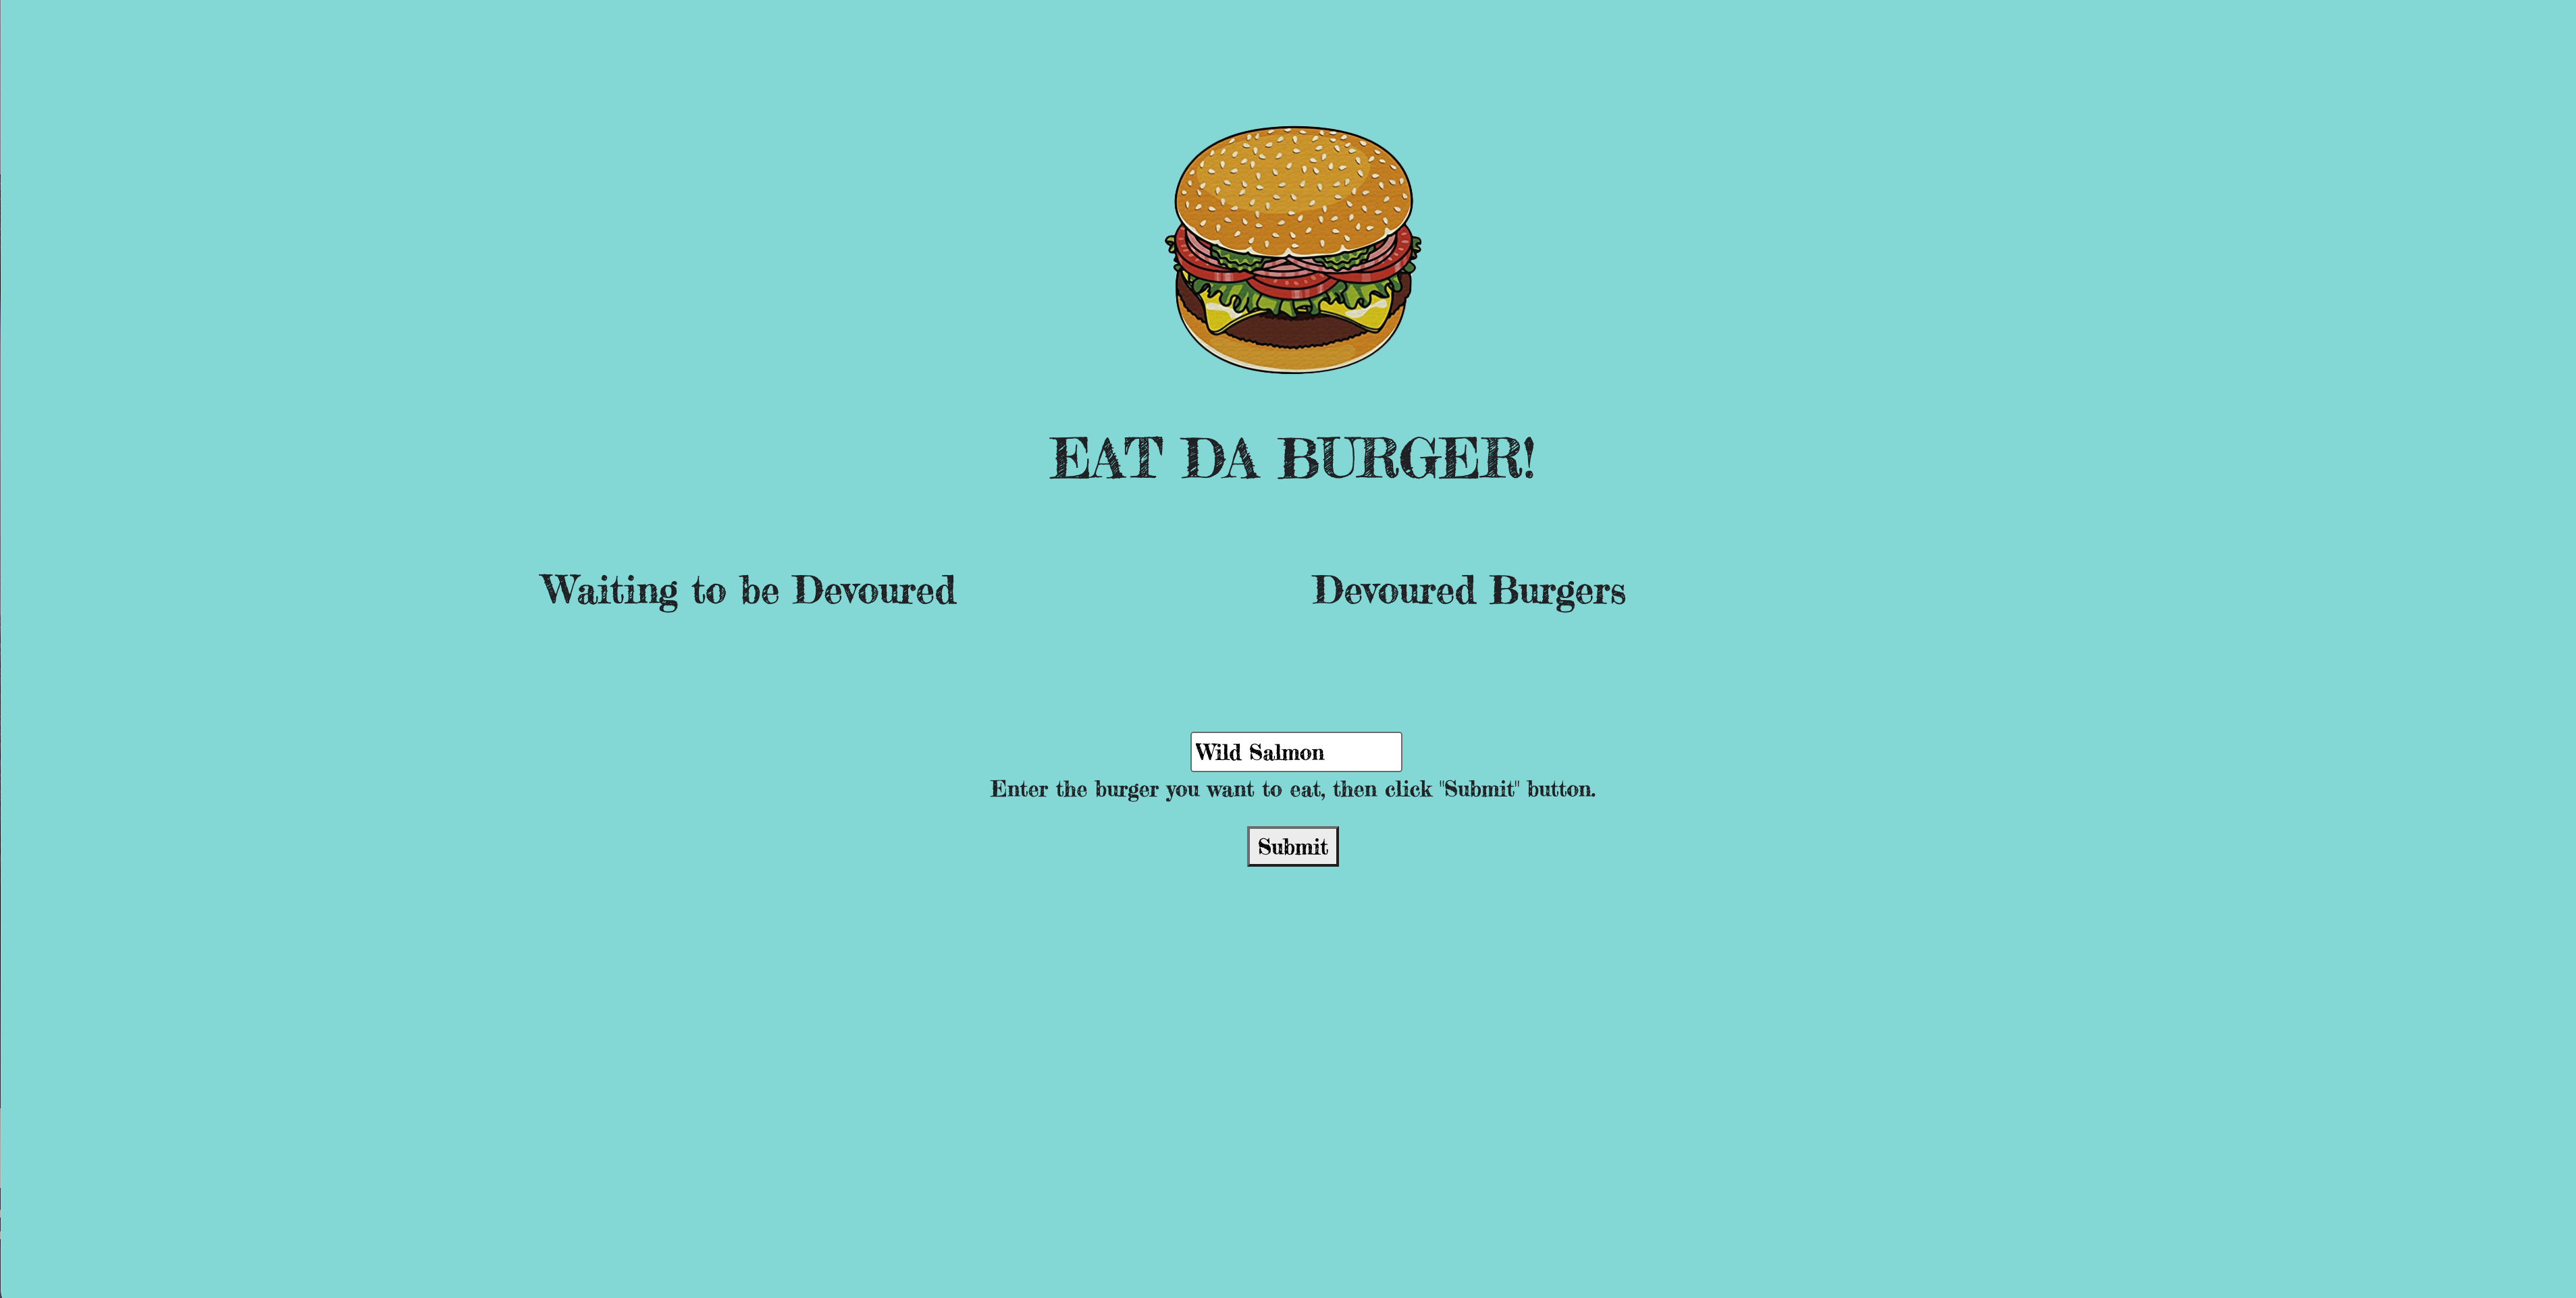 EAT DA BURGER!
Waiting to be Devoured
Devoured Burgers
Wild Salmon
Enter the burger you want to eat, then click "Submit" button.
Submit